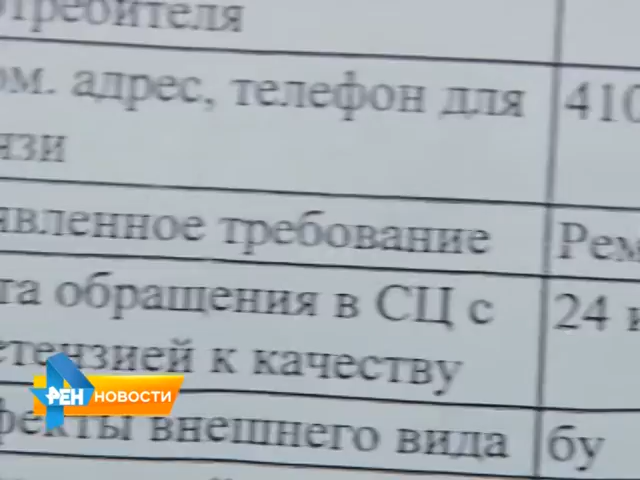 отребителя
ом. адрес, телефон для
язи
410
явленное требование
Рем
та обращения в СЦ с
етензией к качеству
24 и
фекты внешнего вида
бу
РЕН НОВОСТИ